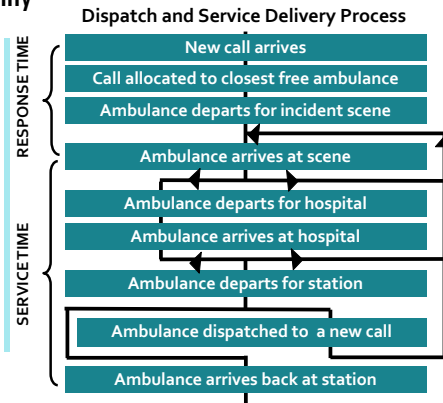 Dispatch and Service Delivery Process
RESPONSE TIME
New call arrives
Call allocated to closest free ambulance
Ambulance departs for incident scene
Ambulance arrives at scene
SERVICE TIME
Ambulance departs for hospital
Ambulance arrives at hospital
Ambulance departs for station
Ambulance dispatched to a new call
Ambulance arrives back at station